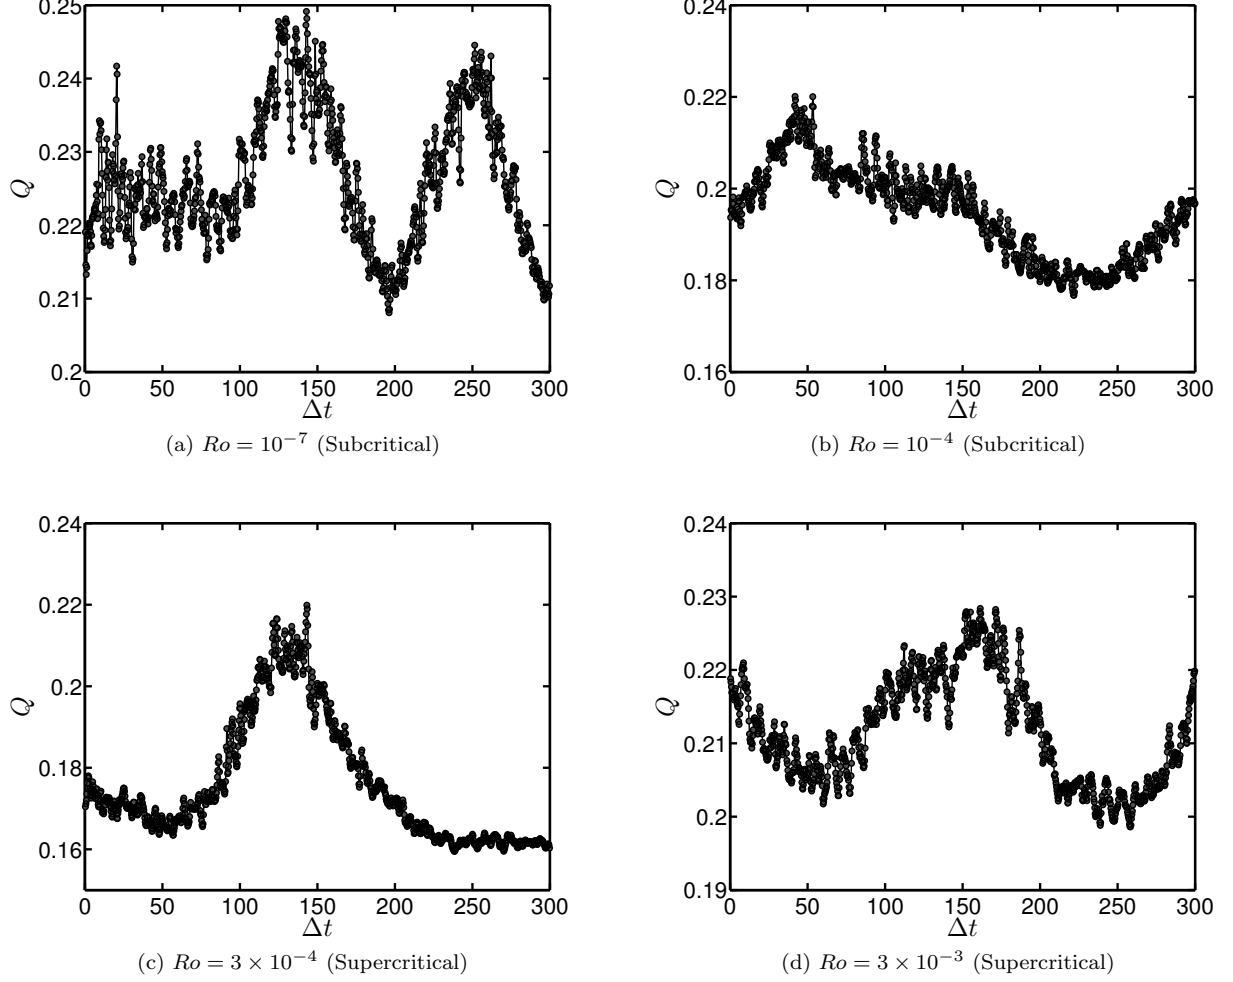 0.25
0.24
0.23
0.22
0.21
0.2
Q
0 50 100 150 200 250 300
Δt
(a) Ro = 10⁻⁷ (Subcritical)
0.24
0.22
0.2
0.18
0.16
Q
0 50 100 150 200 250 300
Δt
(b) Ro = 10⁻⁴ (Subcritical)
0.24
0.22
0.2
0.18
0.16
Q
0 50 100 150 200 250 300
Δt
(c) Ro = 3 × 10⁻⁴ (Supercritical)
0.24
0.23
0.22
0.21
0.2
0.19
Q
0 50 100 150 200 250 300
Δt
(d) Ro = 3 × 10⁻³ (Supercritical)